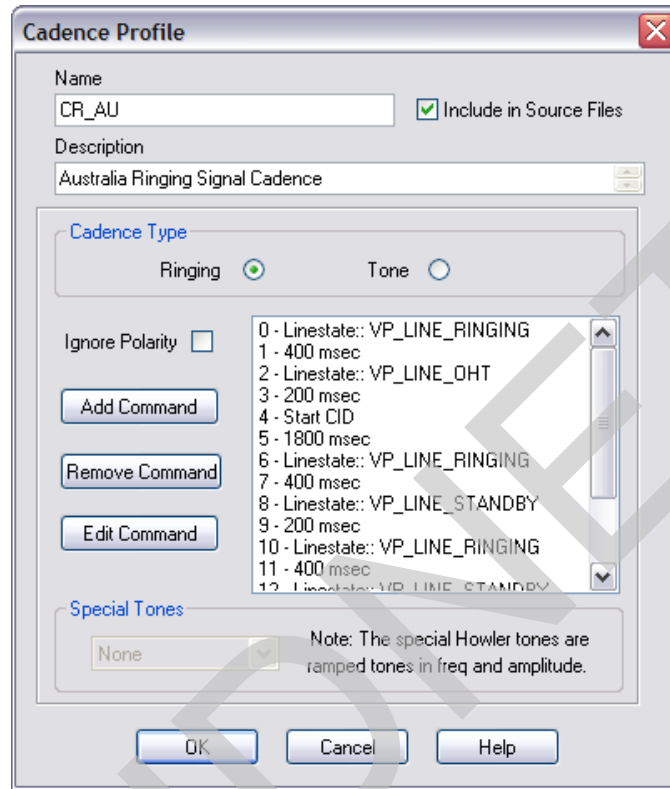 Cadence Profile
Name
CR_AU
Include in Source Files
Description
Australia Ringing Signal Cadence
Cadence Type
Ringing
Tone
Ignore Polarity
Add Command
Remove Command
Edit Command
0 - Linestate:: VP_LINE_RINGING
1 - 400 msec
2 - Linestate:: VP_LINE_OHT
3 - 200 msec
4 - Start CID
5 - 1800 msec
6 - Linestate:: VP_LINE_RINGING
7 - 400 msec
8 - Linestate:: VP_LINE_STANDBY
9 - 200 msec
10 - Linestate:: VP_LINE_RINGING
11 - 400 msec
12 - Linestate:: VP_LINE_STANDBY
Special Tones
None
Note: The special Howler tones are
ramped tones in freq and amplitude.
OK
Cancel
Help